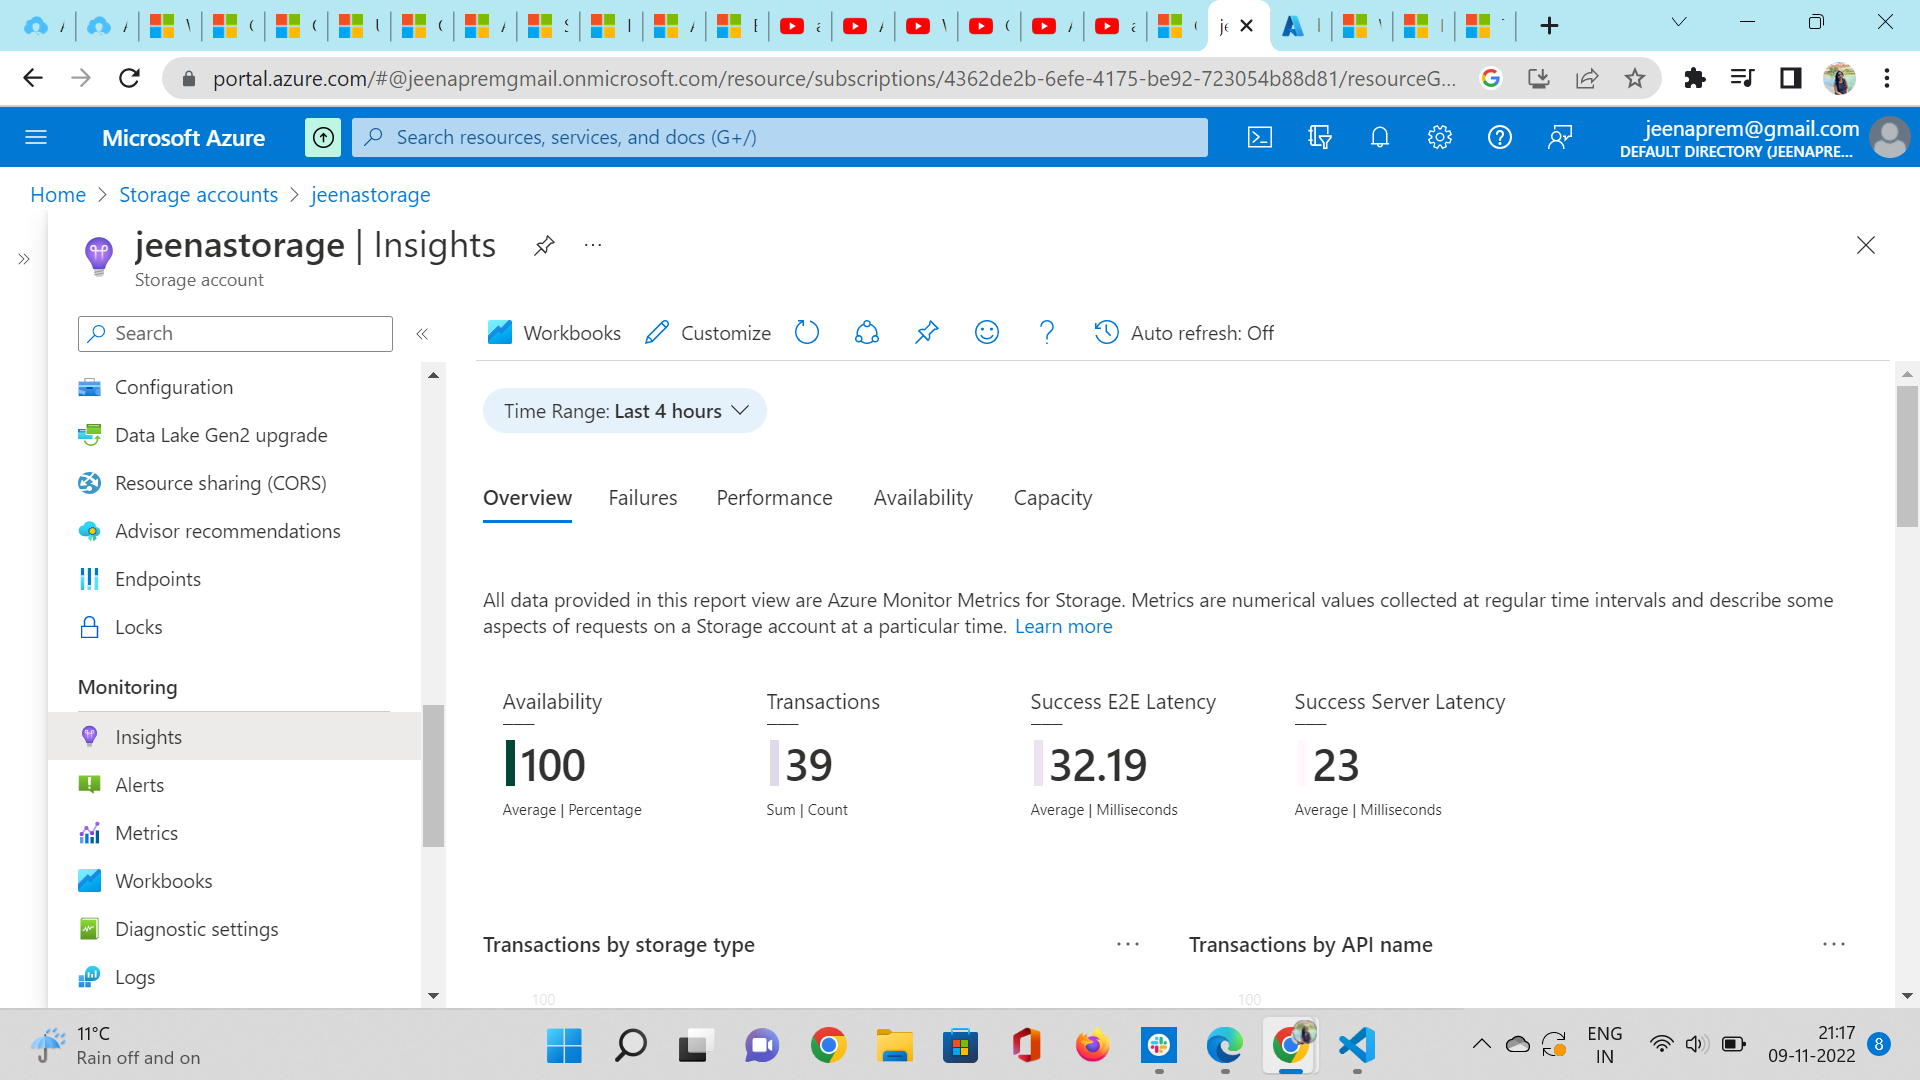 portal.azure.com/#@jeenapremgmail.onmicrosoft.com/resource/subscriptions/4362de2b-6efe-4175-be92-723054b88d81/resourceG...
Microsoft Azure
Search resources, services, and docs (G+/)
jeenaprem@gmail.com
DEFAULT DIRECTORY (JEENAPRE...
Home > Storage accounts > jeenastorage
jeenastorage | Insights
Storage account
Search
Workbooks
Customize
Auto refresh: Off
Configuration
Data Lake Gen2 upgrade
Resource sharing (CORS)
Advisor recommendations
Endpoints
Locks
Monitoring
Insights
Alerts
Metrics
Workbooks
Diagnostic settings
Logs
Time Range: Last 4 hours
Overview Failures Performance Availability Capacity
All data provided in this report view are Azure Monitor Metrics for Storage. Metrics are numerical values collected at regular time intervals and describe some
aspects of requests on a Storage account at a particular time. Learn more
Availability
100
Average | Percentage
Transactions
39
Sum | Count
Success E2E Latency
32.19
Average | Milliseconds
Success Server Latency
23
Average | Milliseconds
Transactions by storage type
100
Transactions by API name
100
11°C
Rain off and on
ENG
IN
21:17
09-11-2022
8